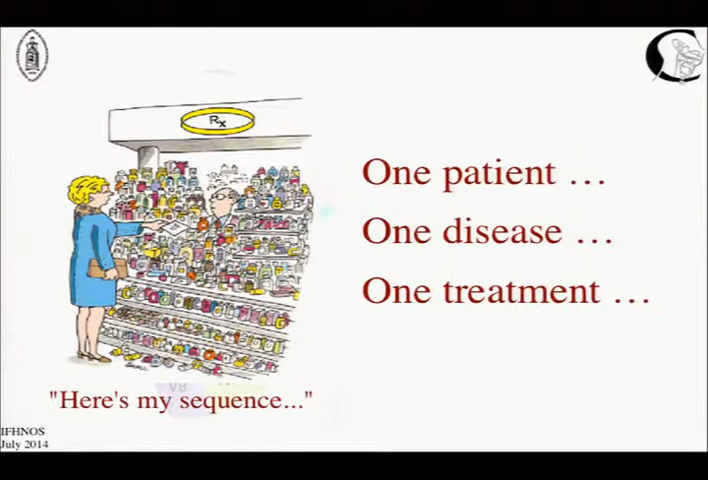 Rx
One patient …
One disease …
One treatment …
"Here's my sequence..."
IFHNOS
July 2014